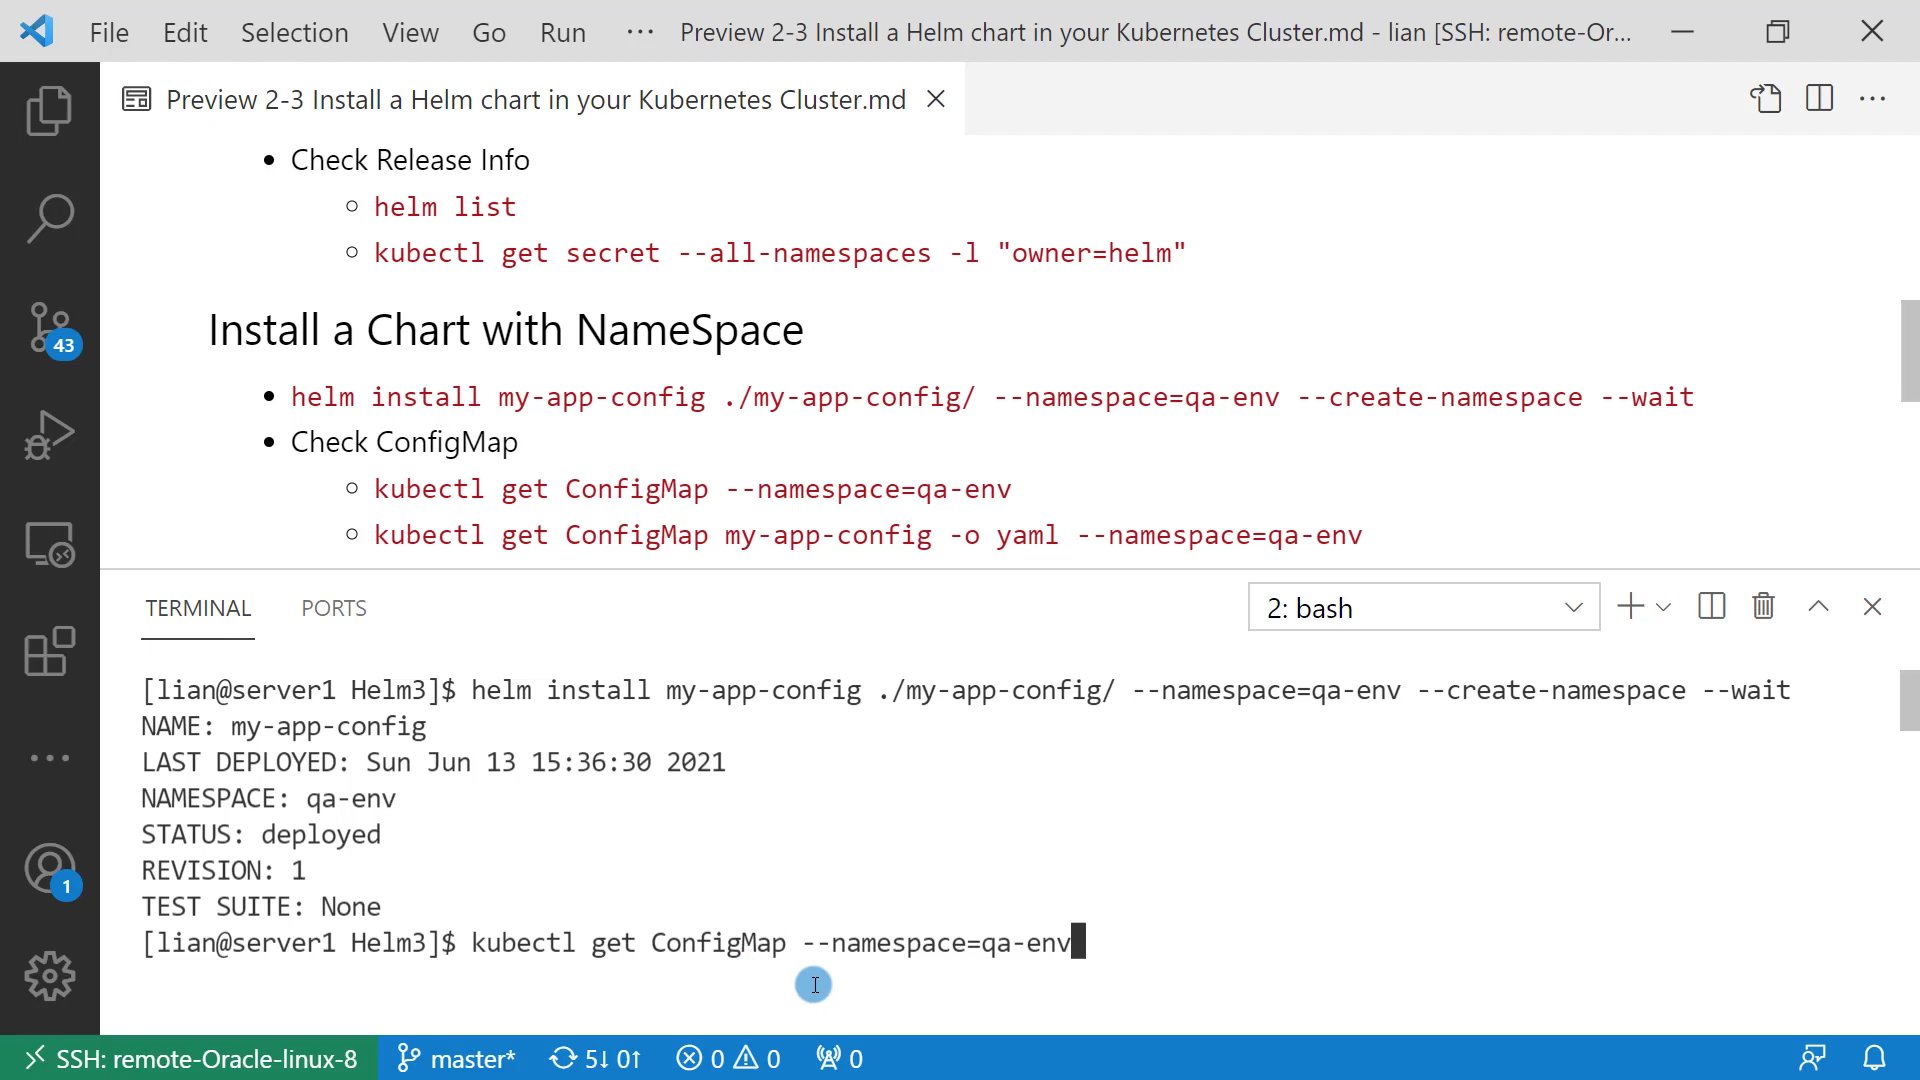 File Edit Selection View Go Run ··· Preview 2-3 Install a Helm chart in your Kubernetes Cluster.md - lian [SSH: remote-Or...
Preview 2-3 Install a Helm chart in your Kubernetes Cluster.md
Check Release Info
helm list
kubectl get secret --all-namespaces -l "owner=helm"
Install a Chart with NameSpace
helm install my-app-config ./my-app-config/ --namespace=qa-env --create-namespace --wait
Check ConfigMap
kubectl get ConfigMap --namespace=qa-env
kubectl get ConfigMap my-app-config -o yaml --namespace=qa-env
43
1
TERMINAL PORTS 2: bash
[lian@server1 Helm3]$ helm install my-app-config ./my-app-config/ --namespace=qa-env --create-namespace --wait
NAME: my-app-config
LAST DEPLOYED: Sun Jun 13 15:36:30 2021
NAMESPACE: qa-env
STATUS: deployed
REVISION: 1
TEST SUITE: None
[lian@server1 Helm3]$ kubectl get ConfigMap --namespace=qa-env
SSH: remote-Oracle-linux-8 master* 5↓ 0↑ 0 0 0